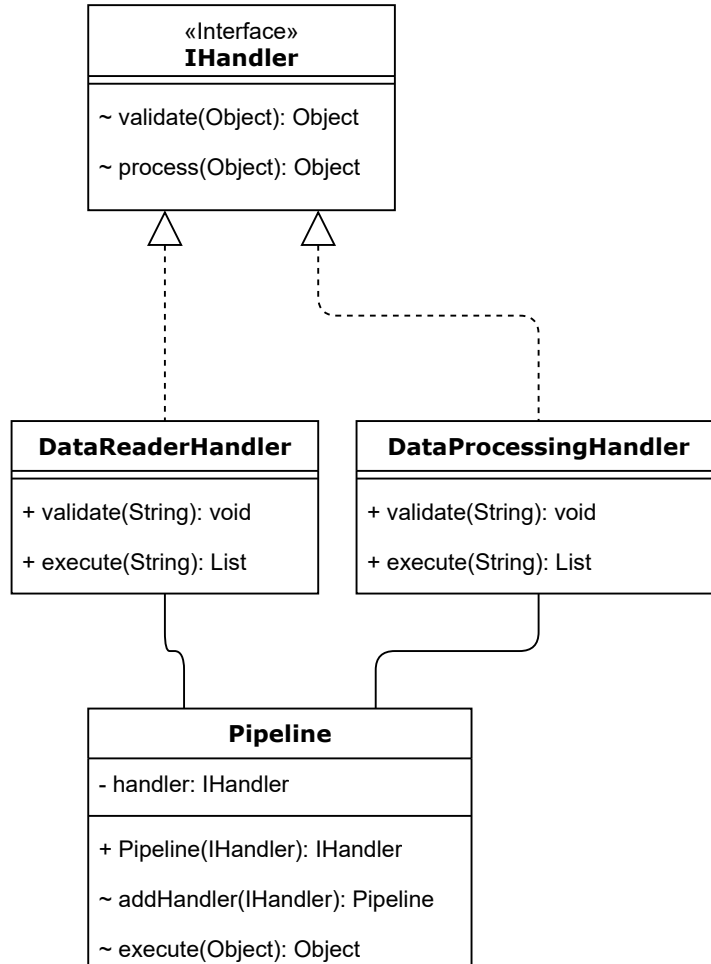 «Interface»
IHandler
~ validate(Object): Object
~ process(Object): Object
DataReaderHandler
+ validate(String): void
+ execute(String): List
DataProcessingHandler
+ validate(String): void
+ execute(String): List
Pipeline
- handler: IHandler
+ Pipeline(IHandler): IHandler
~ addHandler(IHandler): Pipeline
~ execute(Object): Object